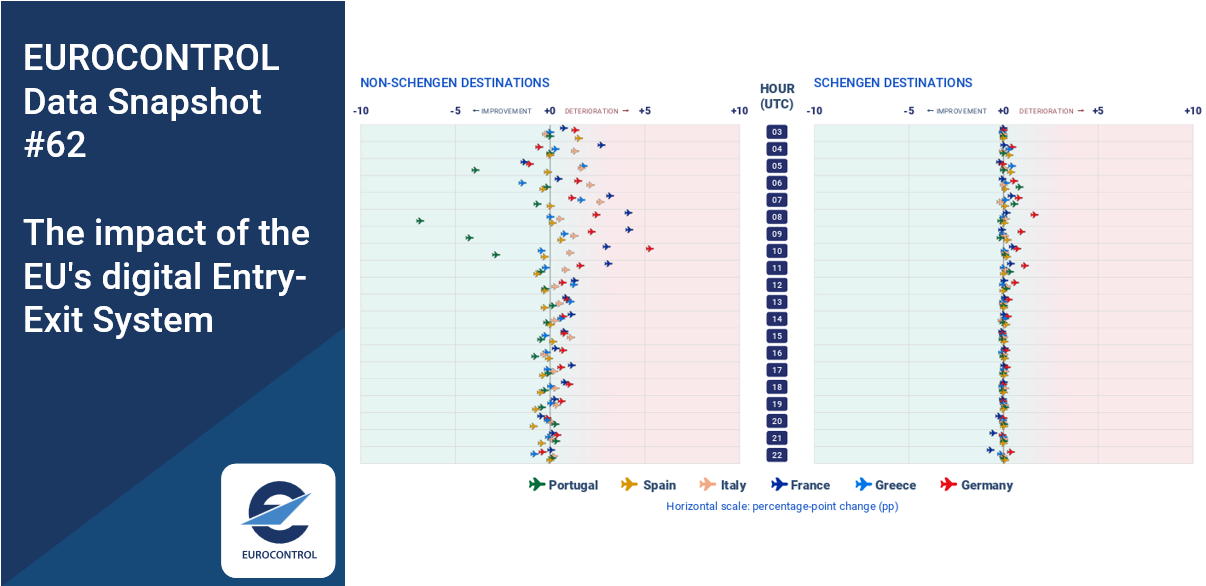 EUROCONTROL
Data Snapshot
#62
The impact of the
EU's digital Entry-
Exit System
EUROCONTROL
NON-SCHENGEN DESTINATIONS
-10 -5 ← IMPROVEMENT +0 DETERIORATION → +5 +10
HOUR
(UTC)
SCHENGEN DESTINATIONS
-10 -5 ← IMPROVEMENT +0 DETERIORATION → +5 +10
03
04
05
06
07
08
09
10
11
12
13
14
15
16
17
18
19
20
21
22
Portugal Spain Italy France Greece Germany
Horizontal scale: percentage-point change (pp)